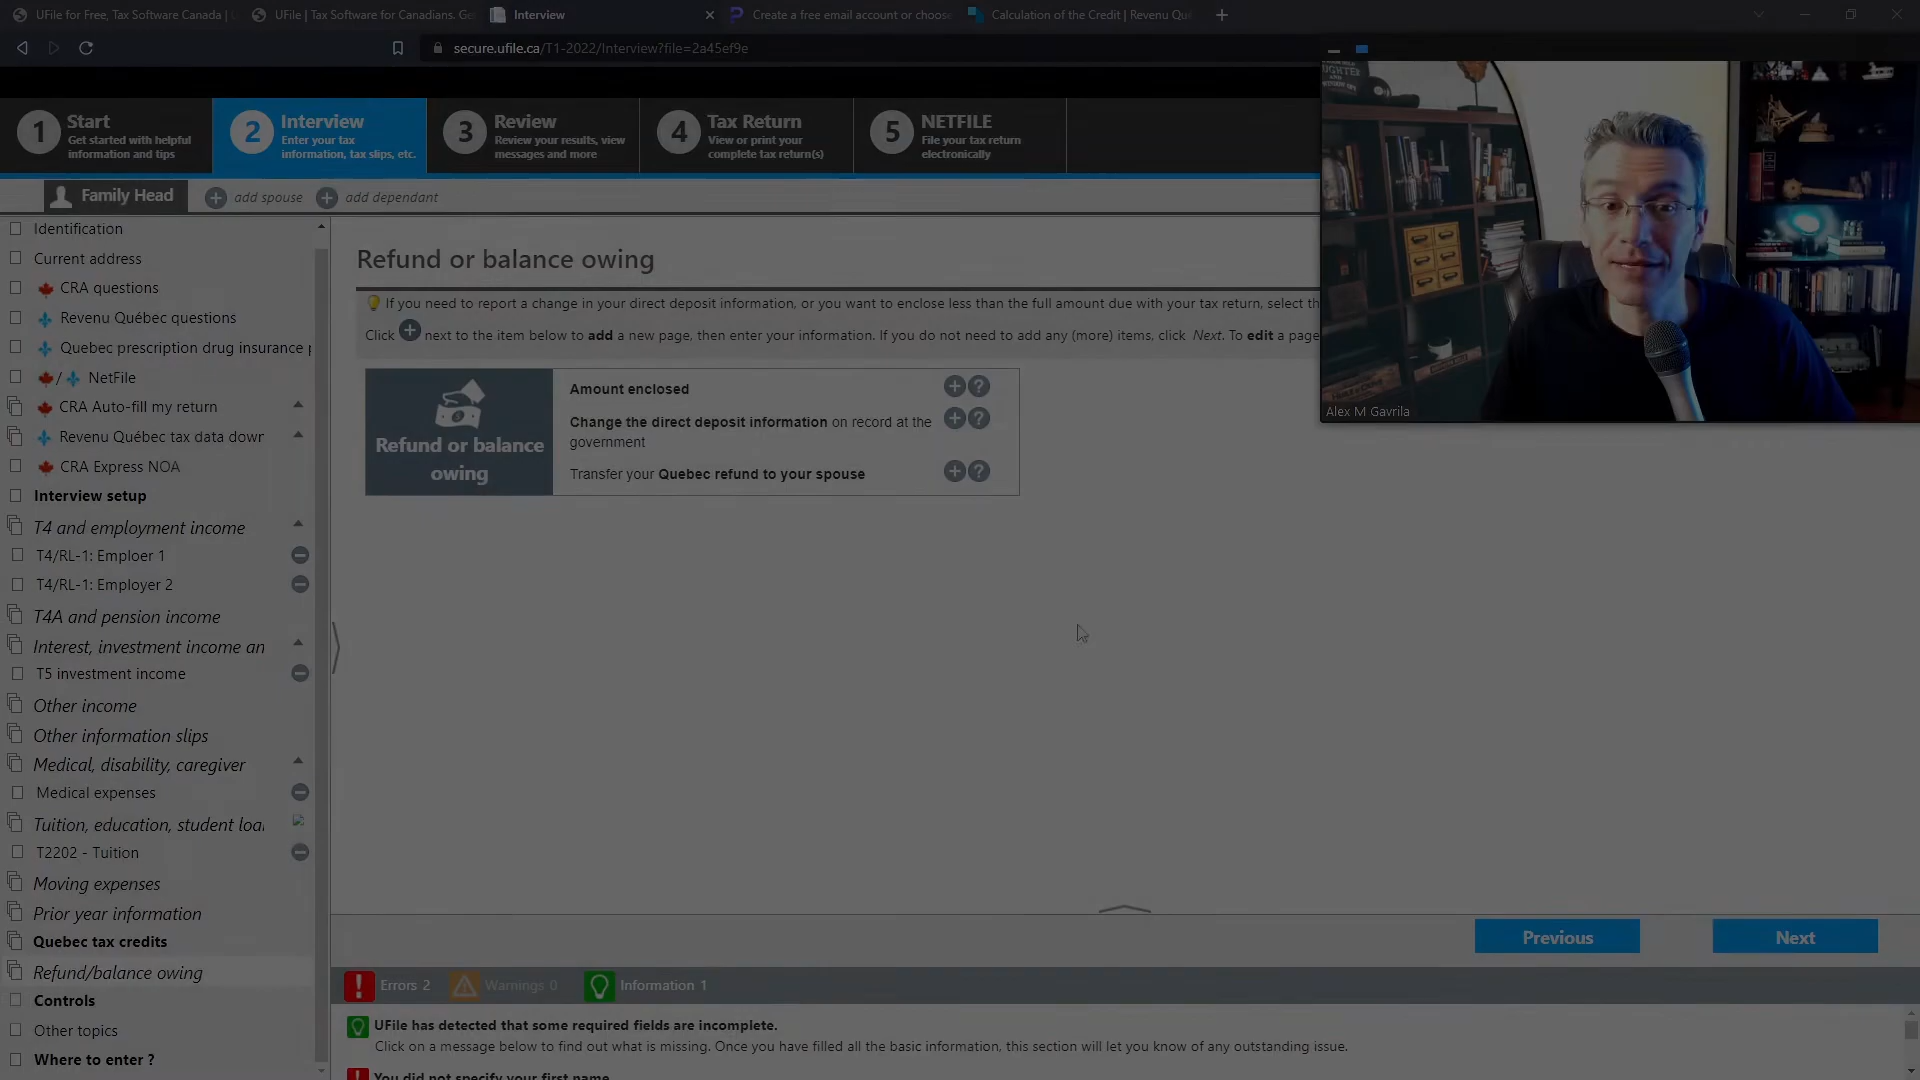 UFile for Free, Tax Software Canada |
UFile | Tax Software for Canadians. Ge
Interview
Create a free email account or choose
Calculation of the Credit | Revenu Qu
secure.ufile.ca/T1-2022/Interview?file=2a45ef9e
1 Start
Get started with helpful
information and tips
2 Interview
Enter your tax
information, tax slips, etc.
3 Review
Review your results, view
messages and more
4 Tax Return
View or print your
complete tax return(s)
5 NETFILE
File your tax return
electronically
Family Head
add spouse
add dependant
Identification
Current address
CRA questions
Revenu Québec questions
Quebec prescription drug insurance
/ NetFile
CRA Auto-fill my return
Revenu Québec tax data down
CRA Express NOA
Interview setup
T4 and employment income
T4/RL-1: Emploer 1
T4/RL-1: Employer 2
T4A and pension income
Interest, investment income an
T5 investment income
Other income
Other information slips
Medical, disability, caregiver
Medical expenses
Tuition, education, student loa
T2202 - Tuition
Moving expenses
Prior year information
Quebec tax credits
Refund/balance owing
Controls
Other topics
Where to enter ?
Refund or balance owing
If you need to report a change in your direct deposit information, or you want to enclose less than the full amount due with your tax return, select th
Click + next to the item below to add a new page, then enter your information. If you do not need to add any (more) items, click Next. To edit a page
Refund or balance
owing
Amount enclosed
Change the direct deposit information on record at the
government
Transfer your Quebec refund to your spouse
Alex M Gavrila
Previous
Next
Errors 2
Warnings 0
Information 1
UFile has detected that some required fields are incomplete.
Click on a message below to find out what is missing. Once you have filled all the basic information, this section will let you know of any outstanding issue.
You did not specify your first name